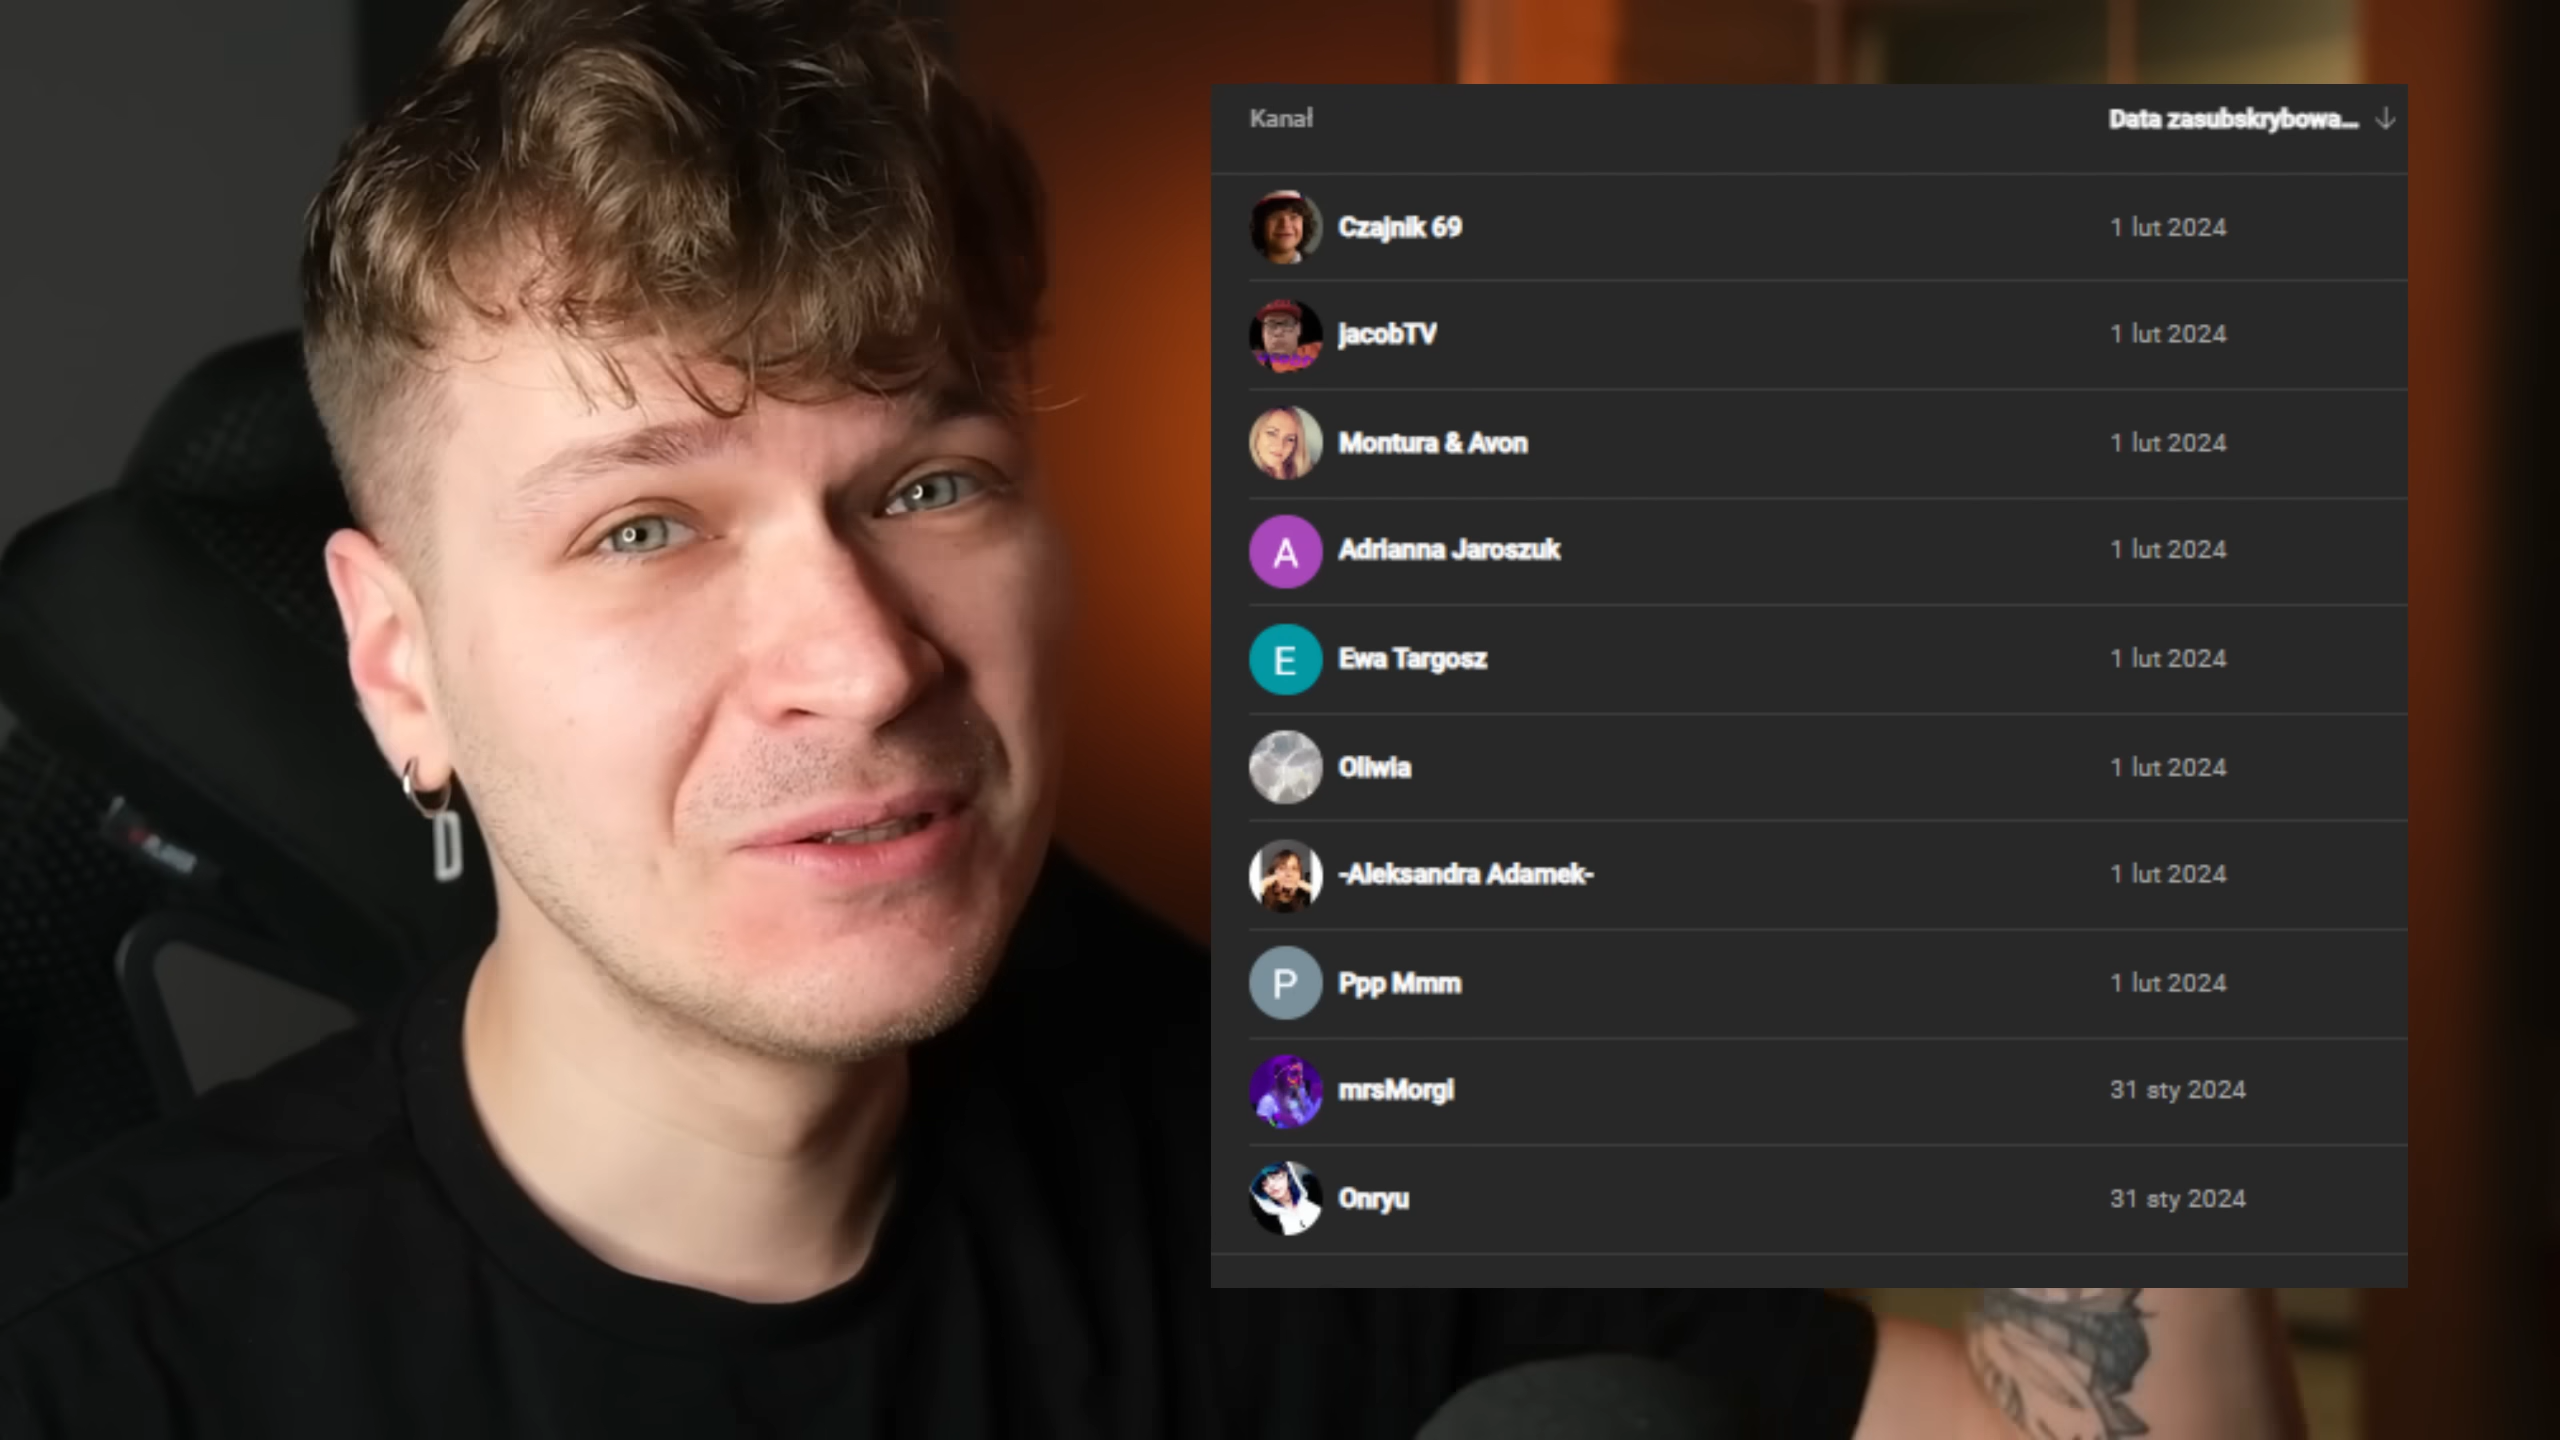 Kanał Data zasubskrybowa...
Czajnik 69 1 lut 2024
jacobTV 1 lut 2024
Montura & Avon 1 lut 2024
A Adrianna Jaroszuk 1 lut 2024
E Ewa Targosz 1 lut 2024
Oliwia 1 lut 2024
-Aleksandra Adamek- 1 lut 2024
P Ppp Mmm 1 lut 2024
mrsMorgi 31 sty 2024
Onryu 31 sty 2024
D